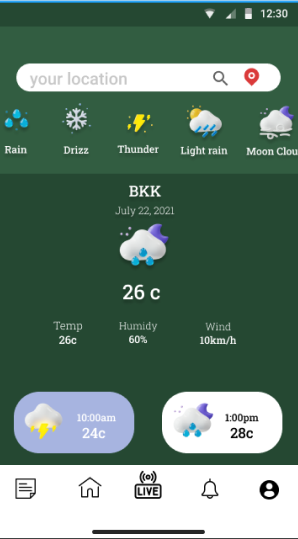 12:30
your location
Rain Drizz Thunder Light rain Moon Clou
BKK
July 22, 2021
26 c
Temp Humidy Wind
26c 60% 10km/h
10:00am 1:00pm
24c 28c
LIVE